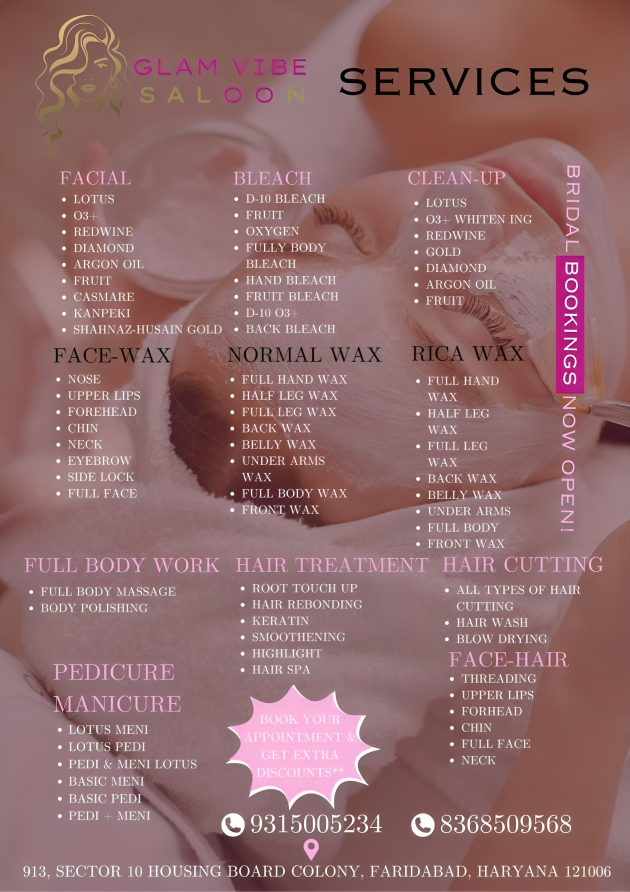 GLAM VIBE
SALOON
SERVICES
FACIAL
LOTUS
O3+
REDWINE
DIAMOND
ARGON OIL
FRUIT
CASMARE
KANPEKI
SHAHNAZ-HUSAIN GOLD
BLEACH
D-10 BLEACH
FRUIT
OXYGEN
FULLY BODY
BLEACH
HAND BLEACH
FRUIT BLEACH
D-10 O3+
BACK BLEACH
CLEAN-UP
LOTUS
O3+ WHITEN ING
REDWINE
GOLD
DIAMOND
ARGON OIL
FRUIT
BRIDAL BOOKINGS NOW OPEN!
FACE-WAX
NOSE
UPPER LIPS
FOREHEAD
CHIN
NECK
EYEBROW
SIDE LOCK
FULL FACE
NORMAL WAX
FULL HAND WAX
HALF LEG WAX
FULL LEG WAX
BACK WAX
BELLY WAX
UNDER ARMS
WAX
FULL BODY WAX
FRONT WAX
RICA WAX
FULL HAND
WAX
HALF LEG
WAX
FULL LEG
WAX
BACK WAX
BELLY WAX
UNDER ARMS
FULL BODY
FRONT WAX
FULL BODY WORK
FULL BODY MASSAGE
BODY POLISHING
HAIR TREATMENT
ROOT TOUCH UP
HAIR REBONDING
KERATIN
SMOOTHENING
HIGHLIGHT
HAIR SPA
HAIR CUTTING
ALL TYPES OF HAIR
CUTTING
HAIR WASH
BLOW DRYING
PEDICURE
MANICURE
LOTUS MENI
LOTUS PEDI
PEDI & MENI LOTUS
BASIC MENI
BASIC PEDI
PEDI + MENI
FACE-HAIR
THREADING
UPPER LIPS
FORHEAD
CHIN
FULL FACE
NECK
BOOK YOUR
APPOINTMENT &
GET EXTRA
DISCOUNTS**
9315005234
8368509568
913, SECTOR 10 HOUSING BOARD COLONY, FARIDABAD, HARYANA 121006